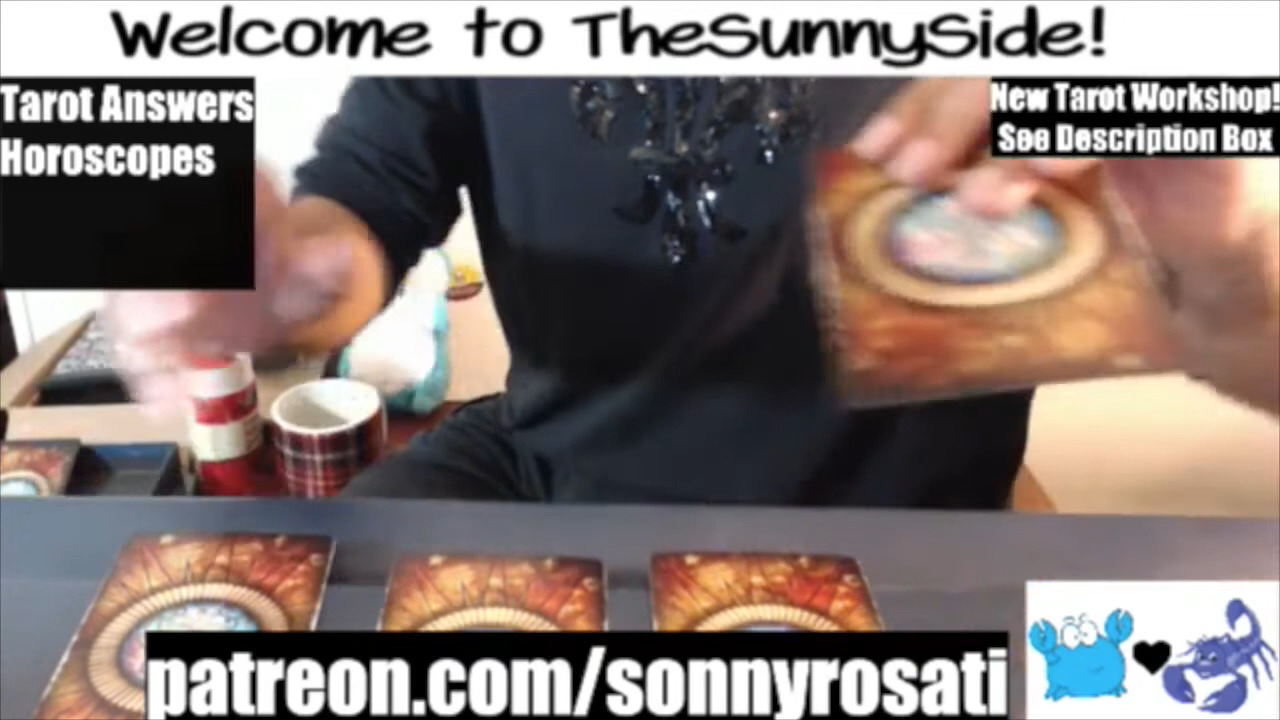 Welcome to TheSunnySide!
Tarot Answers
Horoscopes
New Tarot Workshop!
See Description Box
patreon.com/sonnyrosati